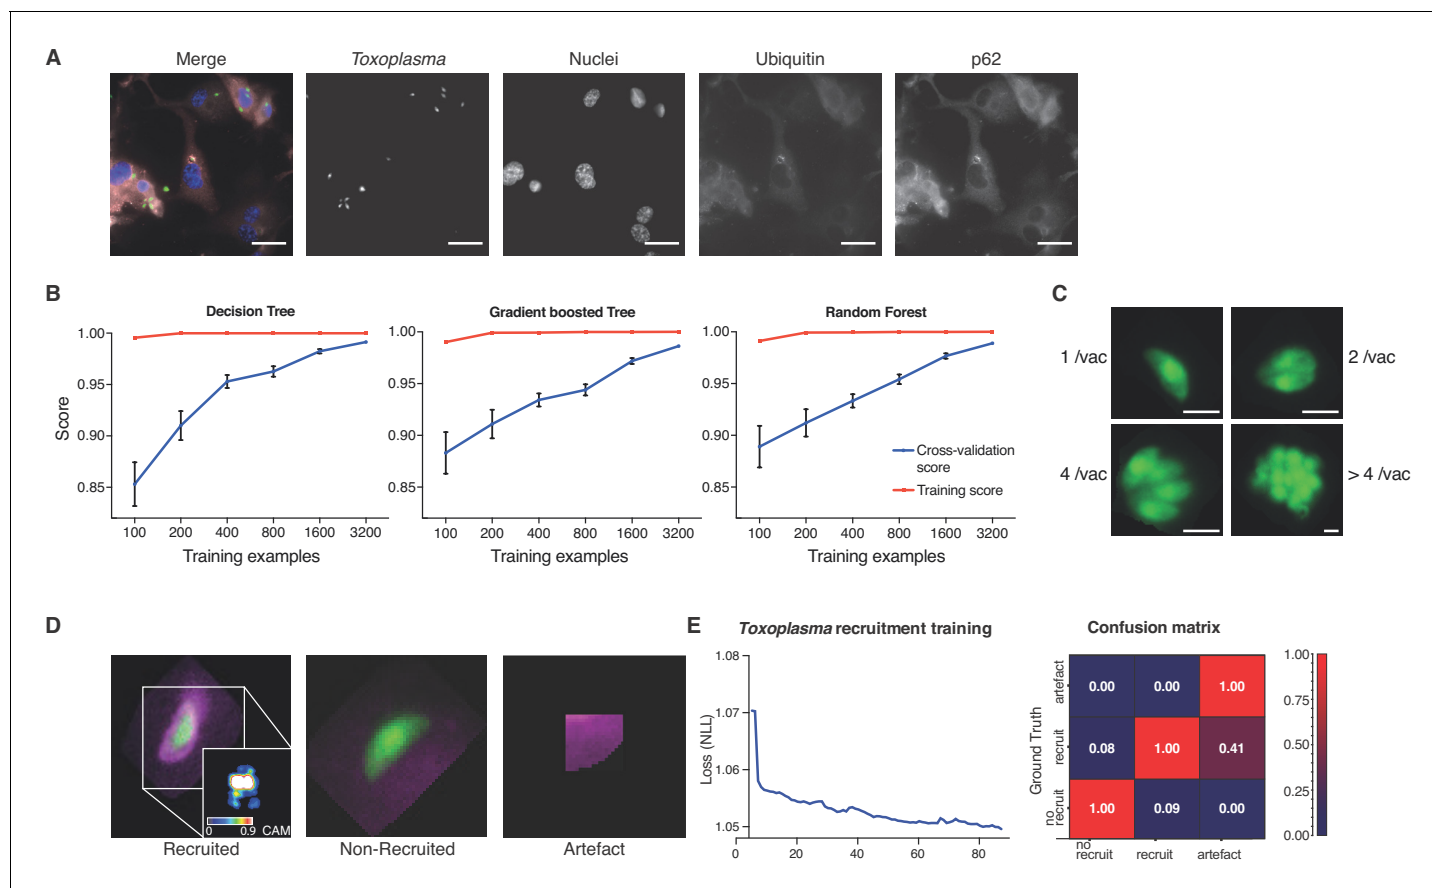 A
Merge
Toxoplasma
Nuclei
Ubiquitin
p62
B
Decision Tree
Gradient boosted Tree
Random Forest
Score
1.00
0.95
0.90
0.85
100
200
400
800
1600
3200
Training examples
1.00
0.95
0.90
0.85
100
200
400
800
1600
3200
Training examples
1.00
0.95
0.90
0.85
100
200
400
800
1600
3200
Training examples
Cross-validation
score
Training score
C
1 /vac
2 /vac
4 /vac
> 4 /vac
D
0
0.9
CAM
Recruited
Non-Recruited
Artefact
E
Toxoplasma recruitment training
Loss (NLL)
1.08
1.07
1.06
1.05
0
20
40
60
80
Confusion matrix
Ground Truth
artefact
recruit
no
recruit
0.00
0.00
1.00
0.08
1.00
0.41
1.00
0.09
0.00
no
recruit
recruit
artefact
1.00
0.75
0.50
0.25
0.00